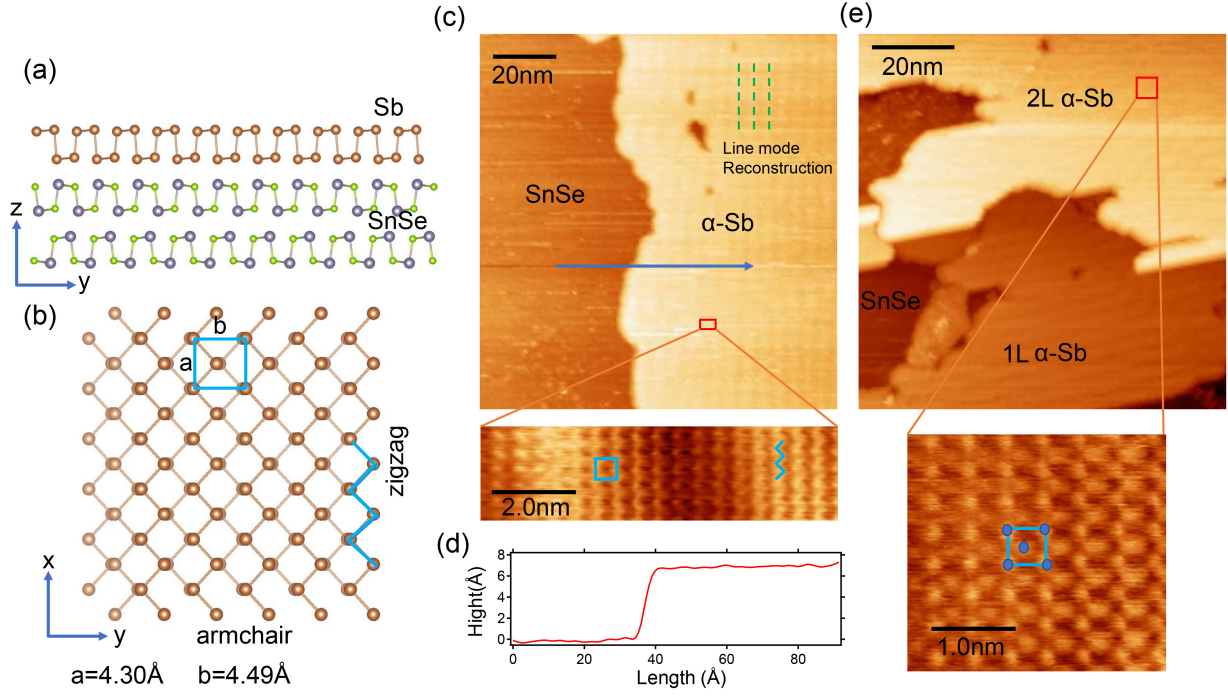 (a)
Sb
SnSe
z
y
(b)
b
a
zigzag
x
y
armchair
a=4.30Å
b=4.49Å
(c)
20nm
Line mode
Reconstruction
SnSe
α-Sb
2.0nm
(d)
Hight(Å)
8
6
4
2
0
0
20
40
60
80
Length (Å)
(e)
20nm
2L α-Sb
SnSe
1L α-Sb
1.0nm